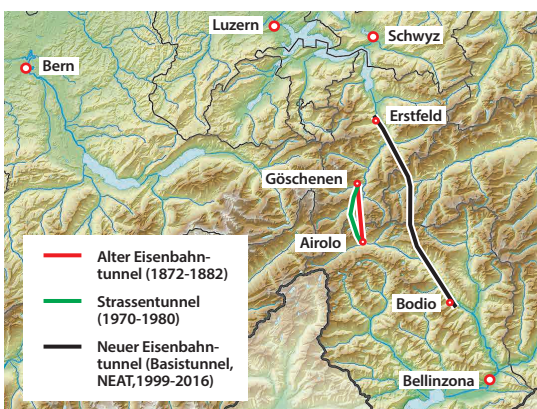 Luzern
Schwyz
Bern
Erstfeld
Göschenen
Airolo
Bodio
Bellinzona
Alter Eisenbahn-
tunnel (1872-1882)
Strassentunnel
(1970-1980)
Neuer Eisenbahn-
tunnel (Basistunnel,
NEAT,1999-2016)